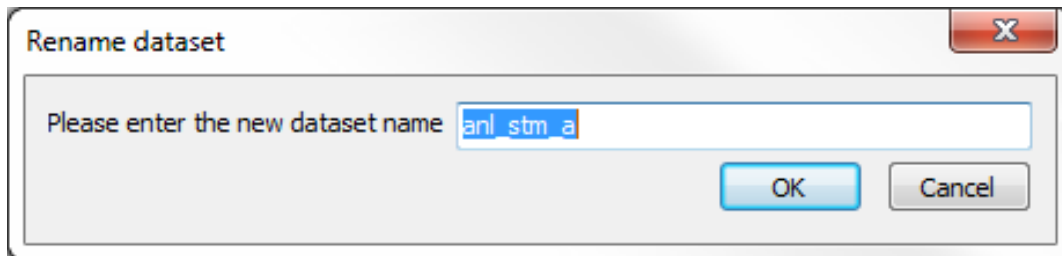 Rename dataset
Please enter the new dataset name anl_stm_a
OK Cancel